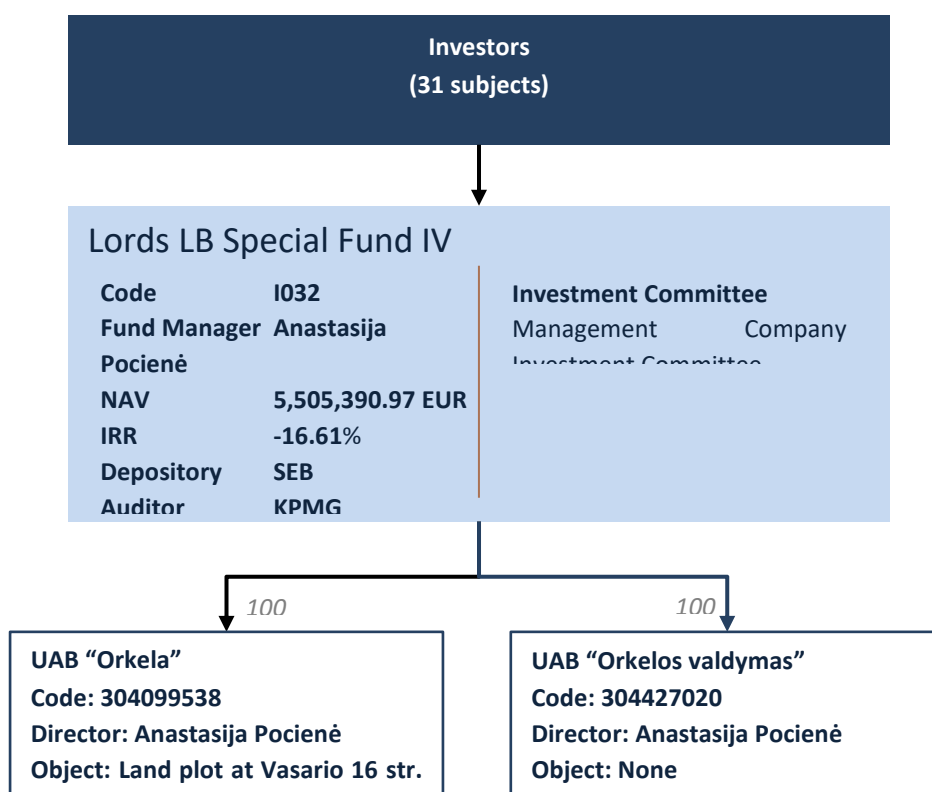 Investors
(31 subjects)
Lords LB Special Fund IV
Code I032
Fund Manager Anastasija
Pocienė
NAV 5,505,390.97 EUR
IRR -16.61%
Depository SEB
Auditor KPMG
Investment Committee
Management Company
Investment Committee
100
100
UAB “Orkela”
Code: 304099538
Director: Anastasija Pocienė
Object: Land plot at Vasario 16 str.
UAB “Orkelos valdymas”
Code: 304427020
Director: Anastasija Pocienė
Object: None